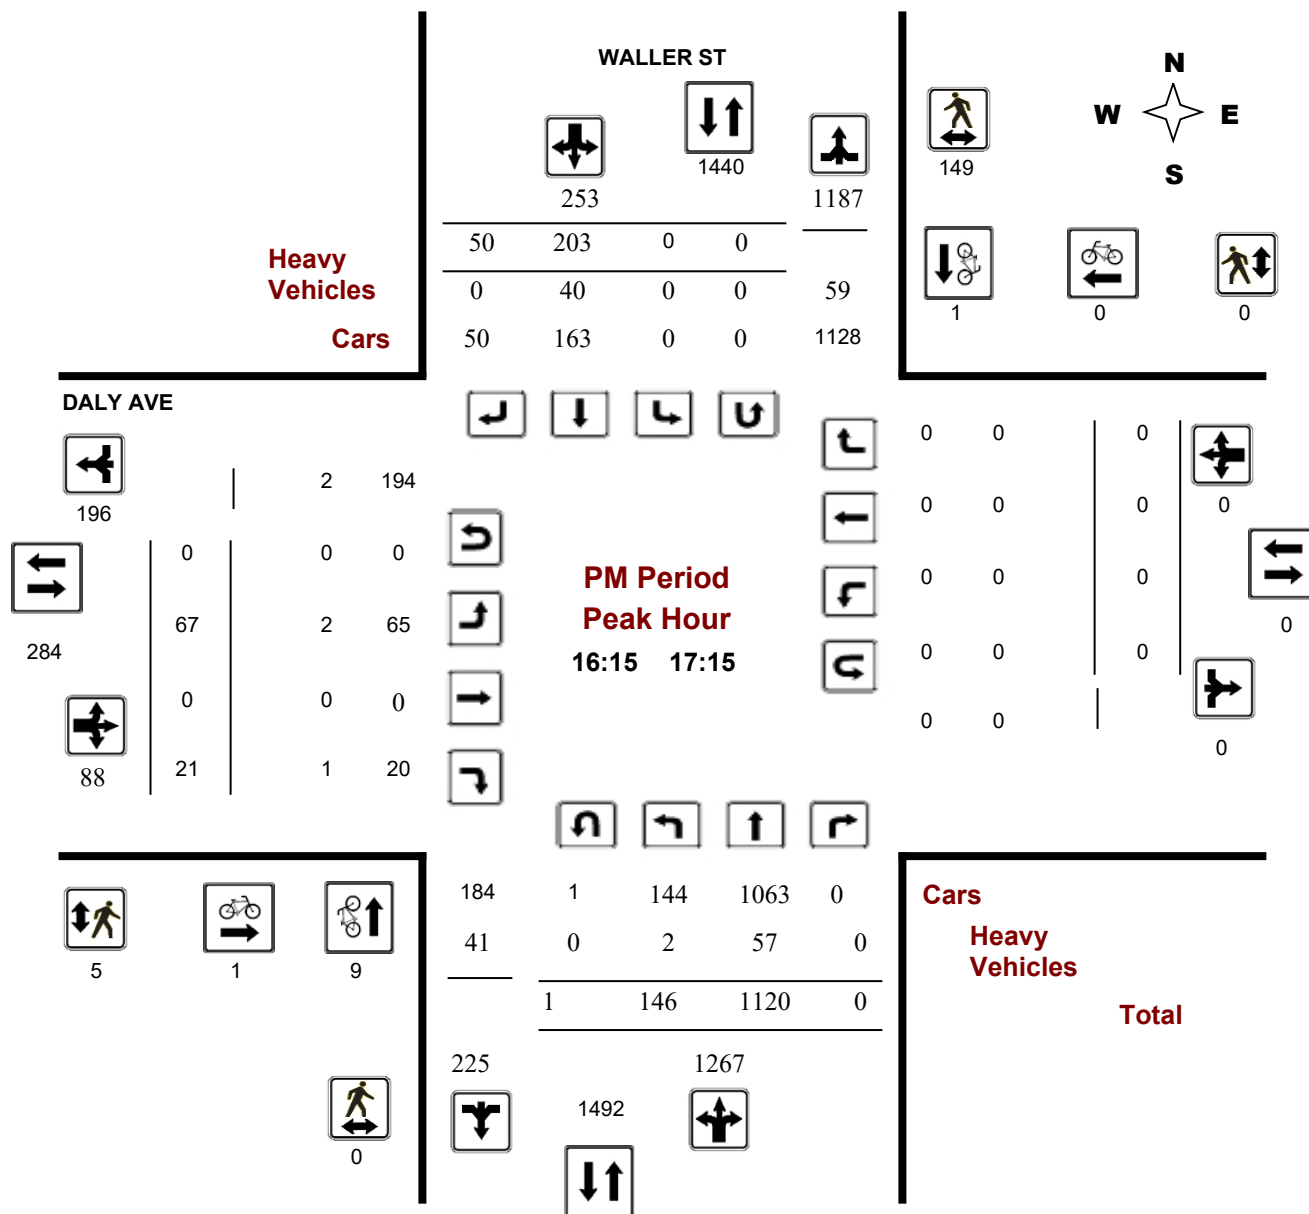 WALLER ST
N
W E
S
1440
253 1187
149
50 203 0 0
Heavy
Vehicles 0 40 0 0 59
Cars 50 163 0 0 1128
1 0 0
DALY AVE
2 194
196
0 0 0
67 2 65
284
0 0 0
88 21 1 20
PM Period
Peak Hour
16:15 17:15
0 0 0
0 0 0 0
0 0 0
0
0 0 0
0 0
0
184 1 144 1063 0 Cars
41 0 2 57 0 Heavy
Vehicles
5 1 9
1 146 1120 0 Total
225 1267
1492
0